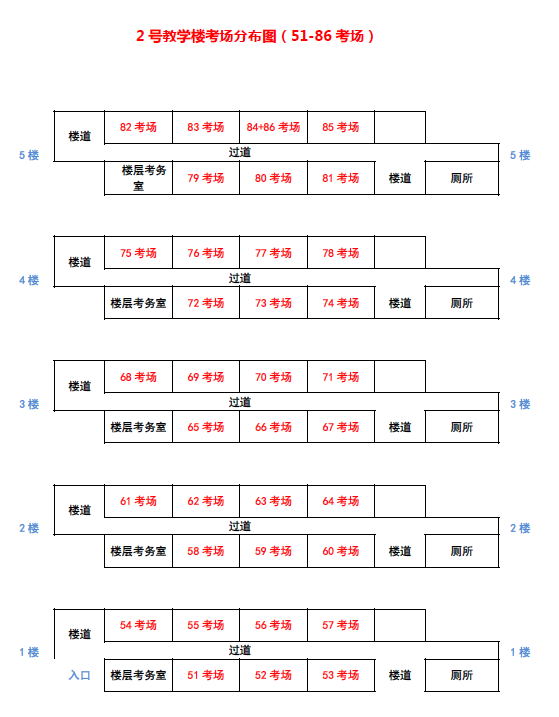 2号教学楼考场分布图（51-86考场）
楼道 82考场 83考场 84+86考场 85考场
过道
5楼 5楼
楼层考务室 79考场 80考场 81考场 楼道 厕所
楼道 75考场 76考场 77考场 78考场
过道
4楼 4楼
楼层考务室 72考场 73考场 74考场 楼道 厕所
楼道 68考场 69考场 70考场 71考场
过道
3楼 3楼
楼层考务室 65考场 66考场 67考场 楼道 厕所
楼道 61考场 62考场 63考场 64考场
过道
2楼 2楼
楼层考务室 58考场 59考场 60考场 楼道 厕所
楼道 54考场 55考场 56考场 57考场
过道
1楼 1楼
入口 楼层考务室 51考场 52考场 53考场 楼道 厕所